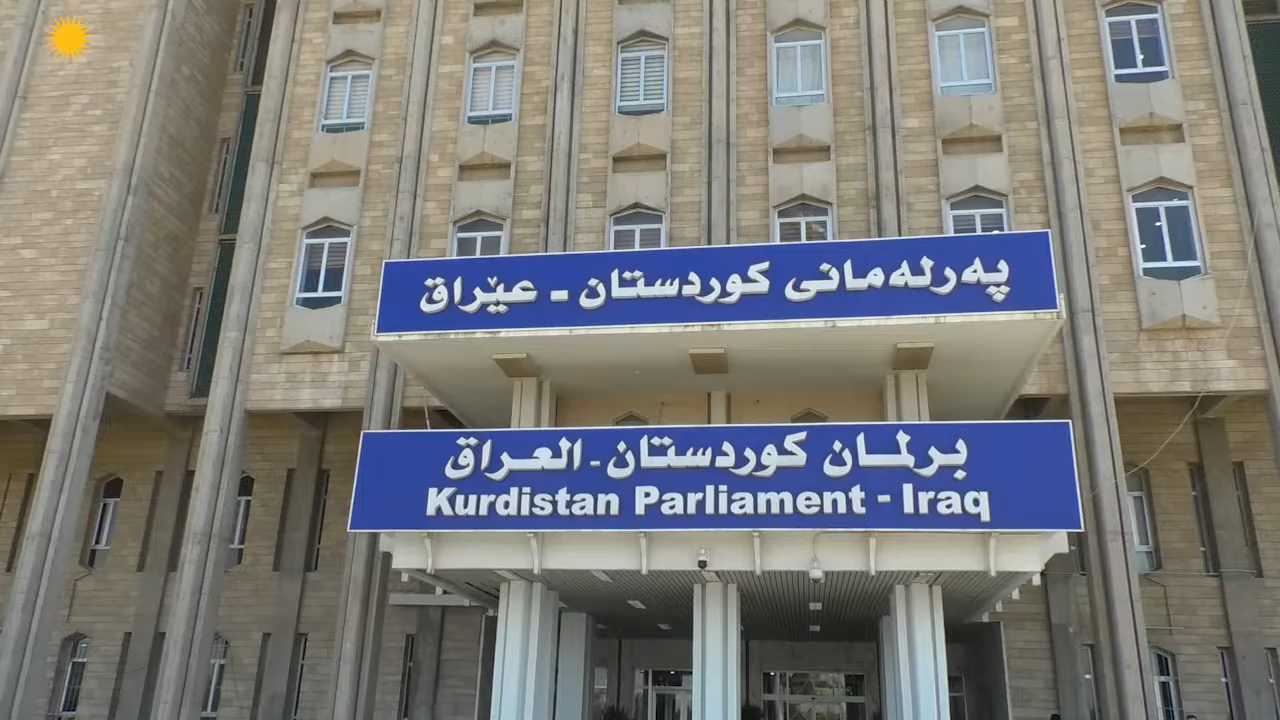 پەرلەمانی کوردستان - عێراق
برلمان كوردستان - العراق
Kurdistan Parliament - Iraq